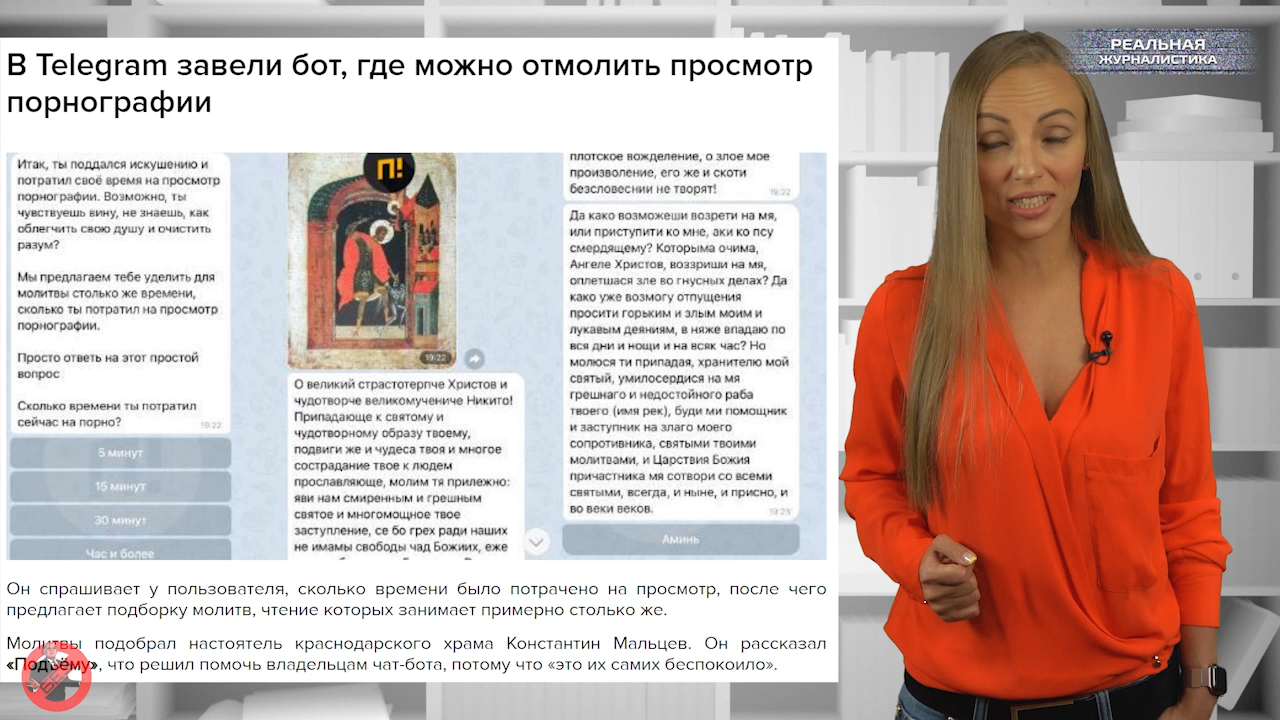 РЕАЛЬНАЯ
ЖУРНАЛИСТИКА
В Telegram завели бот, где можно отмолить просмотр
порнографии
Итак, ты поддался искушению и
потратил своё время на просмотр
порнографии. Возможно, ты
чувствуешь вину, не знаешь, как
облегчить свою душу и очистить
разум?
Мы предлагаем тебе уделить для
молитвы столько же времени,
сколько ты потратил на просмотр
порнографии.
Просто ответь на этот простой
вопрос
Сколько времени ты потратил
сейчас на порно?
19:22
5 минут
15 минут
30 минут
Час и более
П!
19:22
О великий страстотерпче Христов и
чудотворче великомучениче Никито!
Припадающе к святому и
чудотворному образу твоему,
подвиги же и чудеса твоя и многое
сострадание твое к людем
прославляюще, молим тя прилежно:
яви нам смиренным и грешным
святое и многомощное твое
заступление, се бо грех ради наших
не имамы свободы чад Божиих, еже
плотское вожделение, о злое мое
произволение, его же и скоти
безсловеснии не творят!
19:22
Да како возможеши возрети на мя,
или приступити ко мне, аки ко псу
смердящему? Которыма очима,
Ангеле Христов, воззриши на мя,
оплетшася зле во гнусных делах? Да
како уже возмогу отпущения
просити горьким и злым моим и
лукавым деяниям, в няже впадаю по
вся дни и нощи и на всяк час? Но
молюся ти припадая, хранителю мой
святый, умилосердися на мя
грешнаго и недостойного раба
твоего (имя рек), буди ми помощник
и заступник на злаго моего
сопротивника, святыми твоими
молитвами, и Царствия Божия
причастника мя сотвори со всеми
святыми, всегда, и ныне, и присно, и
во веки веков.
19:23
Аминь
Он спрашивает у пользователя, сколько времени было потрачено на просмотр, после чего
предлагает подборку молитв, чтение которых занимает примерно столько же.
Молитвы подобрал настоятель краснодарского храма Константин Мальцев. Он рассказал
«Подъёму», что решил помочь владельцам чат-бота, потому что «это их самих беспокоило».